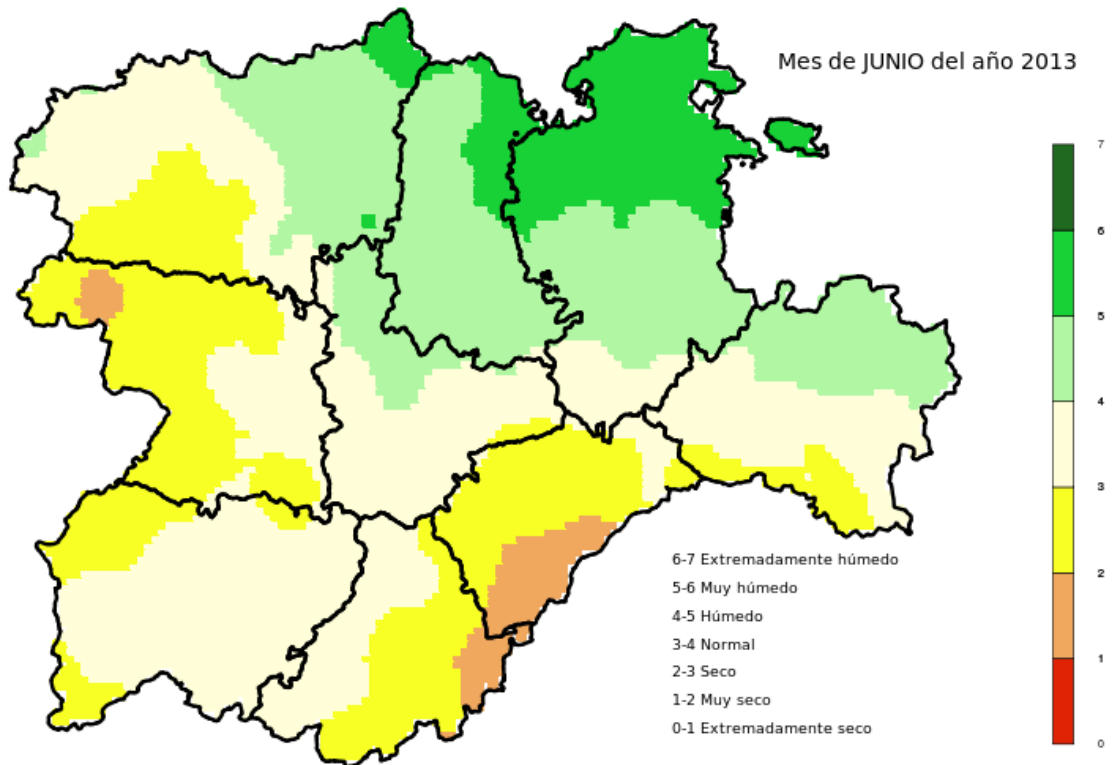 Mes de JUNIO del año 2013
7
6
5
4
3
2
1
0
6-7 Extremadamente húmedo
5-6 Muy húmedo
4-5 Húmedo
3-4 Normal
2-3 Seco
1-2 Muy seco
0-1 Extremadamente seco